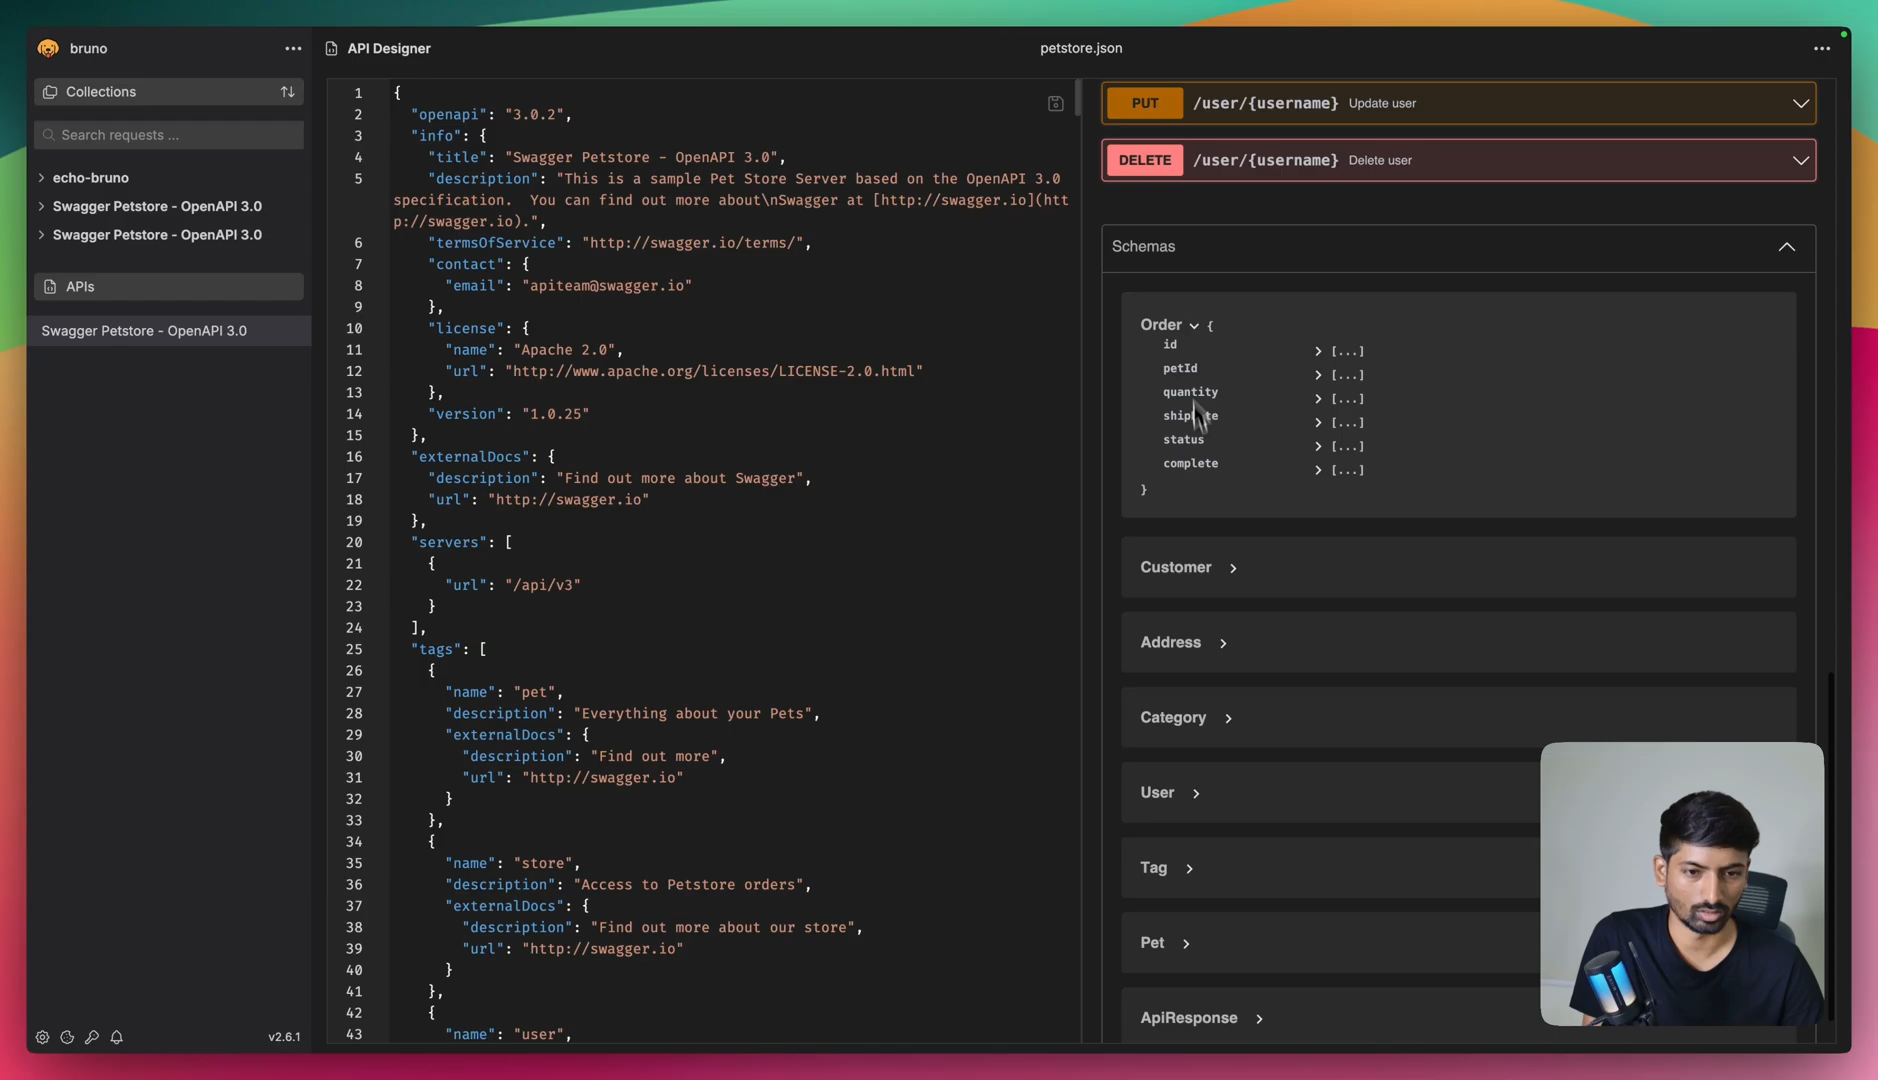 bruno
Collections
Search requests ...
echo-bruno
Swagger Petstore - OpenAPI 3.0
Swagger Petstore - OpenAPI 3.0
APIs
Swagger Petstore - OpenAPI 3.0
v2.6.1
API Designer
petstore.json
1 {
2 "openapi": "3.0.2",
3 "info": {
4 "title": "Swagger Petstore - OpenAPI 3.0",
5 "description": "This is a sample Pet Store Server based on the OpenAPI 3.0
specification.  You can find out more about\nSwagger at [http://swagger.io](htt
p://swagger.io).",
6 "termsOfService": "http://swagger.io/terms/",
7 "contact": {
8 "email": "apiteam@swagger.io"
9 },
10 "license": {
11 "name": "Apache 2.0",
12 "url": "http://www.apache.org/licenses/LICENSE-2.0.html"
13 },
14 "version": "1.0.25"
15 },
16 "externalDocs": {
17 "description": "Find out more about Swagger",
18 "url": "http://swagger.io"
19 },
20 "servers": [
21 {
22 "url": "/api/v3"
23 }
24 ],
25 "tags": [
26 {
27 "name": "pet",
28 "description": "Everything about your Pets",
29 "externalDocs": {
30 "description": "Find out more",
31 "url": "http://swagger.io"
32 }
33 },
34 {
35 "name": "store",
36 "description": "Access to Petstore orders",
37 "externalDocs": {
38 "description": "Find out more about our store",
39 "url": "http://swagger.io"
40 }
41 },
42 {
43 "name": "user",
PUT /user/{username} Update user
DELETE /user/{username} Delete user
Schemas
Order {
id [...]
petId [...]
quantity [...]
[...]
status [...]
complete [...]
}
Customer
Address
Category
User
Tag
Pet
ApiResponse